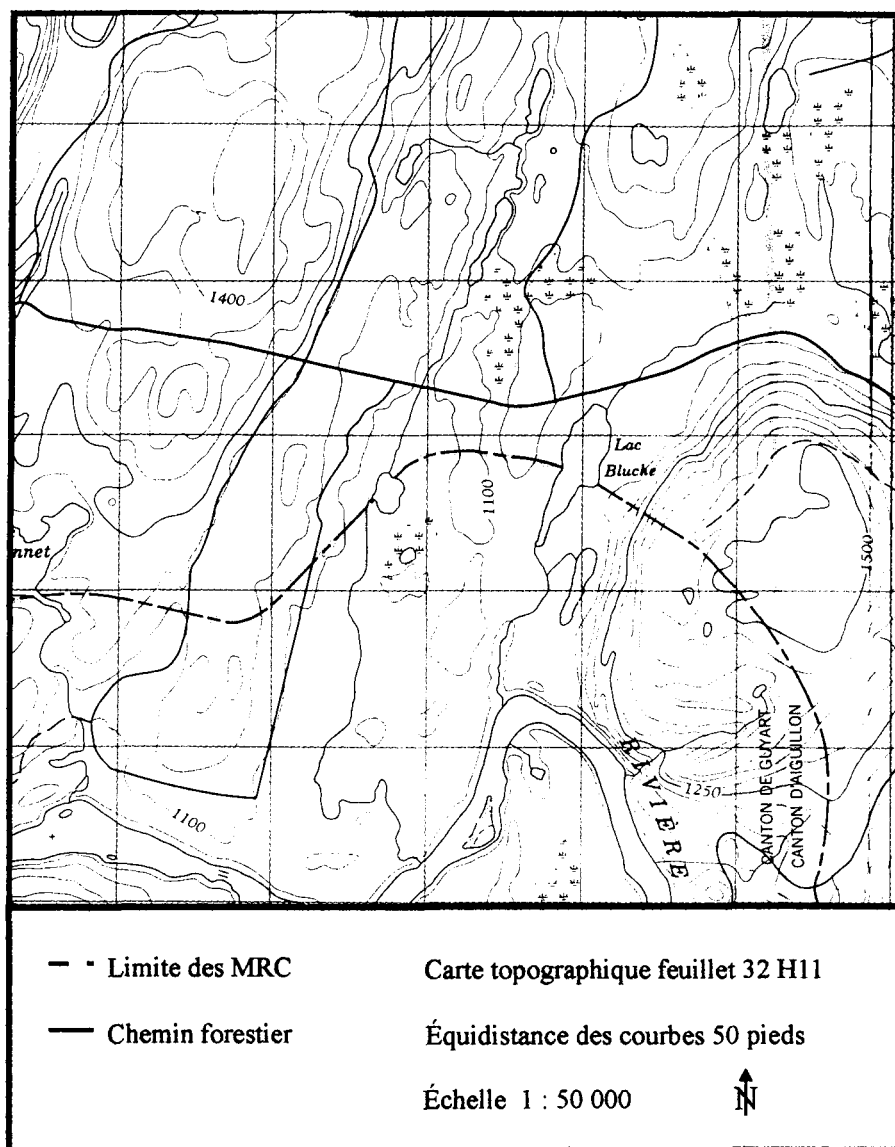 1400
Lac
Blucke
1100
nnet
1500
RIVIÈRE
1250
CANTON DE GUYART
CANTON D'AIGUILLON
1100
Limite des MRC
Carte topographique feuillet 32 H11
Chemin forestier
Équidistance des courbes 50 pieds
Échelle 1 : 50 000
N